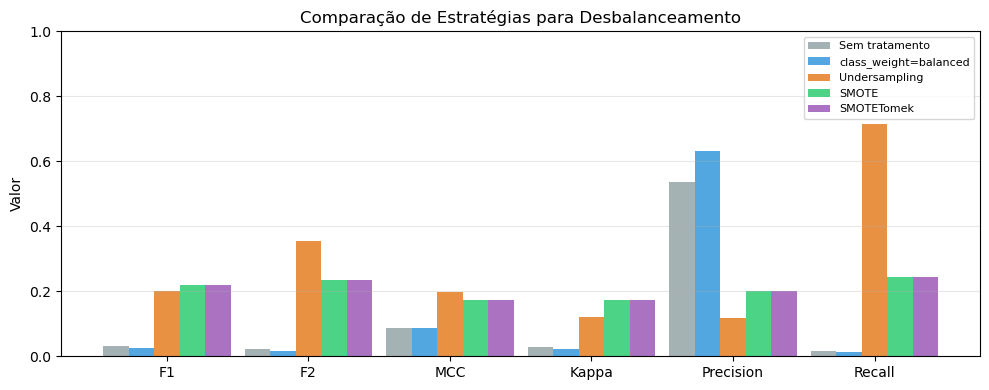 Comparação de Estratégias para Desbalanceamento
Valor
1.0
0.8
0.6
0.4
0.2
0.0
Sem tratamento
class_weight=balanced
Undersampling
SMOTE
SMOTETomek
F1 F2 MCC Kappa Precision Recall